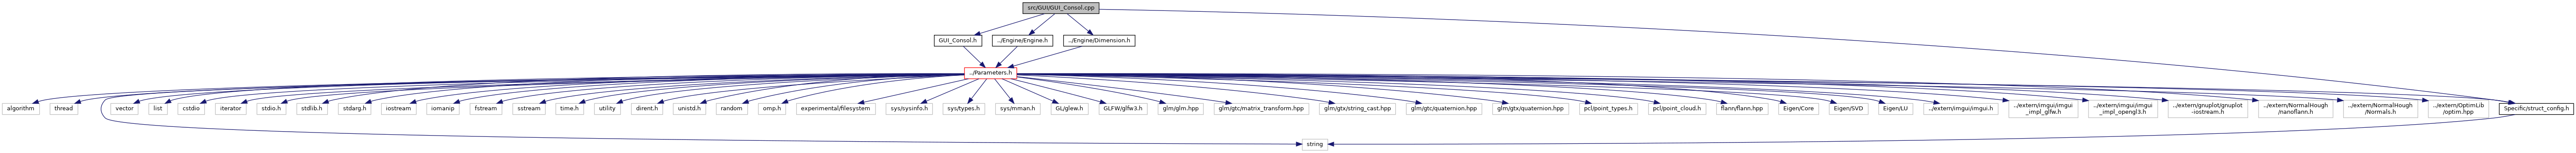 src/GUI/GUI_Consol.cpp
GUI_Consol.h
../Engine/Engine.h
../Engine/Dimension.h
../Parameters.h
algorithm
thread
vector
list
cstdio
iterator
stdio.h
stdlib.h
stdarg.h
iostream
iomanip
fstream
sstream
time.h
utility
dirent.h
unistd.h
random
omp.h
experimental/filesystem
sys/sysinfo.h
sys/types.h
sys/mman.h
GL/glew.h
GLFW/glfw3.h
glm/glm.hpp
glm/gtc/matrix_transform.hpp
glm/gtx/string_cast.hpp
glm/gtc/quaternion.hpp
glm/gtx/quaternion.hpp
pcl/point_types.h
pcl/point_cloud.h
flann/flann.hpp
Eigen/Core
Eigen/SVD
Eigen/LU
../extern/imgui/imgui.h
../extern/imgui/imgui
_impl_glfw.h
../extern/imgui/imgui
_impl_opengl3.h
../extern/gnuplot/gnuplot
-iostream.h
../extern/NormalHough
/nanoflann.h
../extern/NormalHough
/Normals.h
../extern/OptimLib
/optim.hpp
Specific/struct_config.h
string